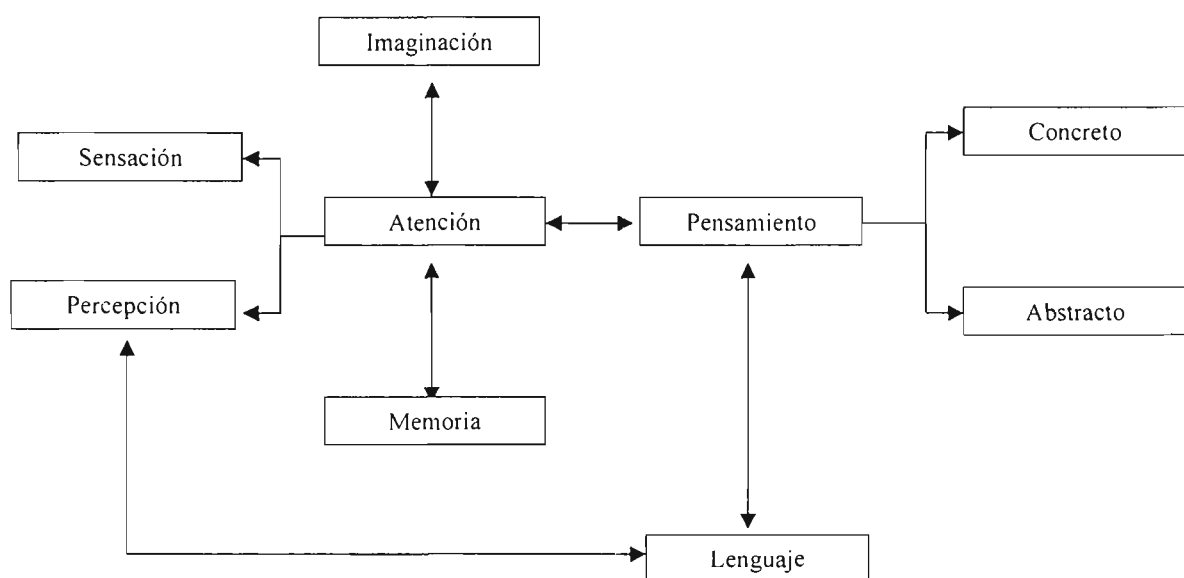 Imaginación
Concreto
Sensación
Atención
Pensamiento
Percepción
Abstracto
Memoria
Lenguaje